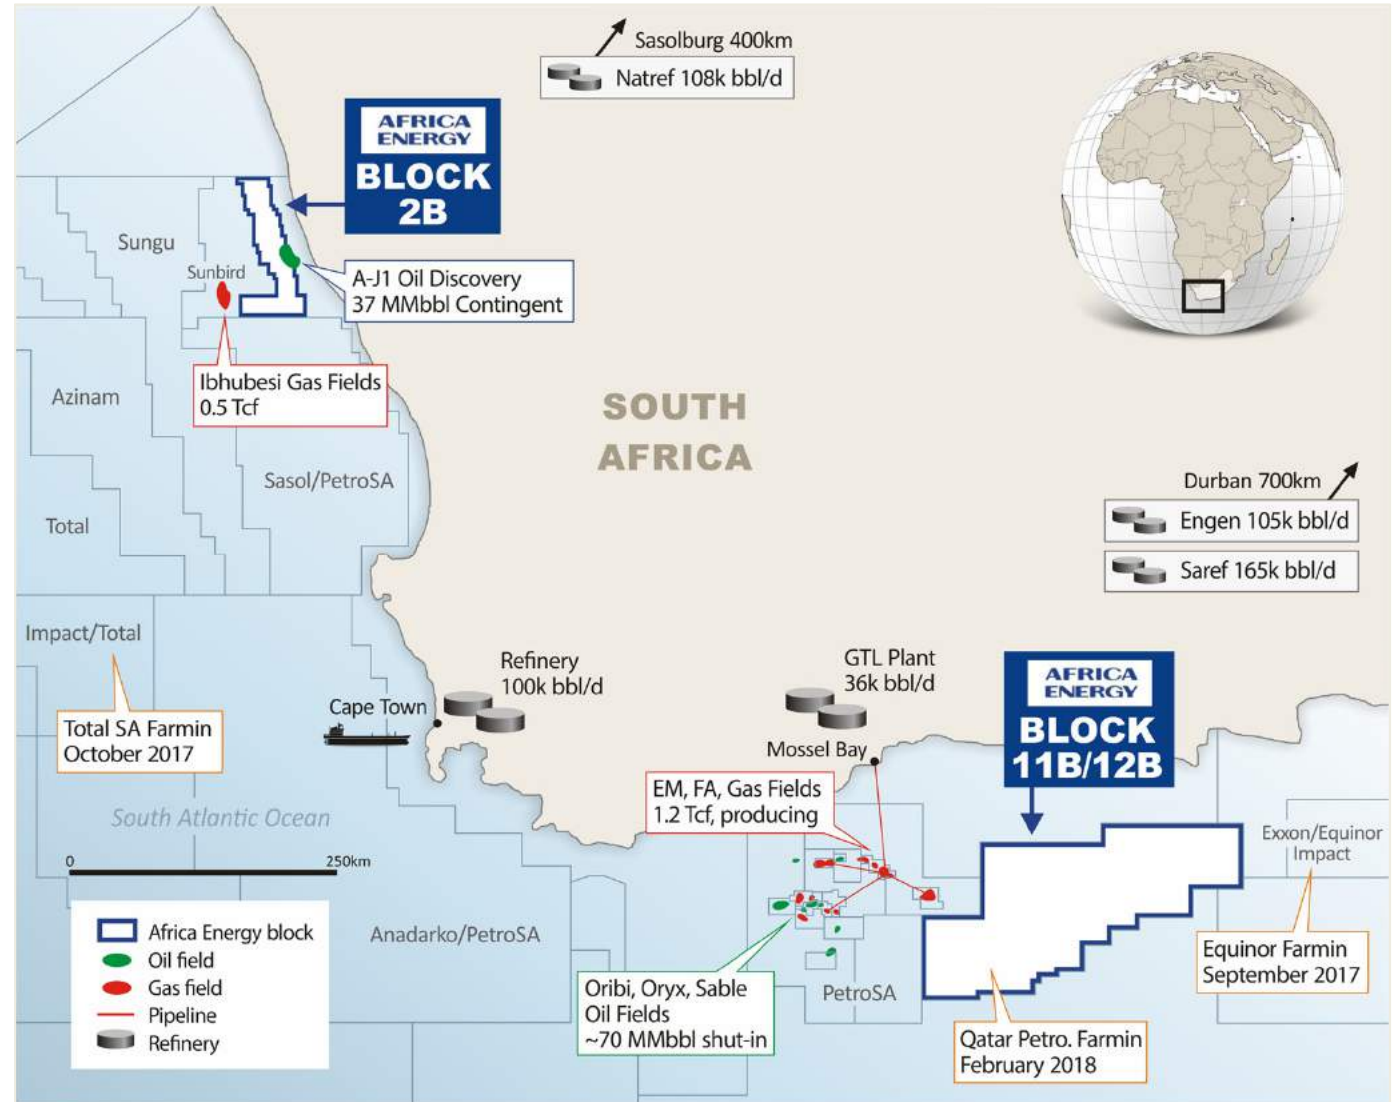 Sasolburg 400km
Natref 108k bbl/d
AFRICA
ENERGY
BLOCK
2B
Sungu
Sunbird
A-J1 Oil Discovery
37 MMbbl Contingent
Ibhubesi Gas Fields
0.5 Tcf
Azinam
Sasol/PetroSA
Total
SOUTH
AFRICA
Durban 700km
Engen 105k bbl/d
Saref 165k bbl/d
Impact/Total
Total SA Farmin
October 2017
Cape Town
Refinery
100k bbl/d
GTL Plant
36k bbl/d
Mossel Bay
AFRICA
ENERGY
BLOCK
11B/12B
EM, FA, Gas Fields
1.2 Tcf, producing
South Atlantic Ocean
0
250km
Exxon/Equinor
Impact
Africa Energy block
Oil field
Gas field
Pipeline
Refinery
Anadarko/PetroSA
Oribi, Oryx, Sable
Oil Fields
~70 MMbbl shut-in
PetroSA
Equinor Farmin
September 2017
Qatar Petro. Farmin
February 2018